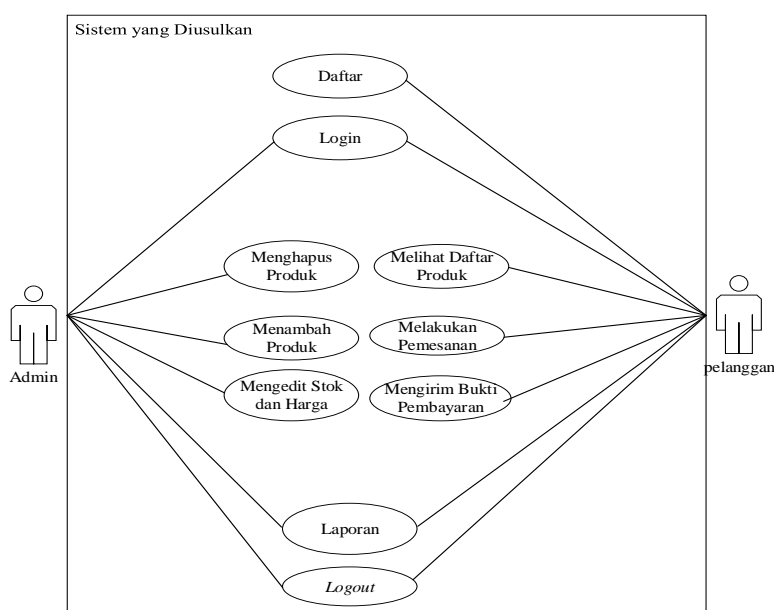 Sistem yang Diusulkan
Daftar
Login
Menghapus
Produk
Melihat Daftar
Produk
Menambah
Produk
Melakukan
Pemesanan
Admin
pelanggan
Mengedit Stok
dan Harga
Mengirim Bukti
Pembayaran
Laporan
Logout